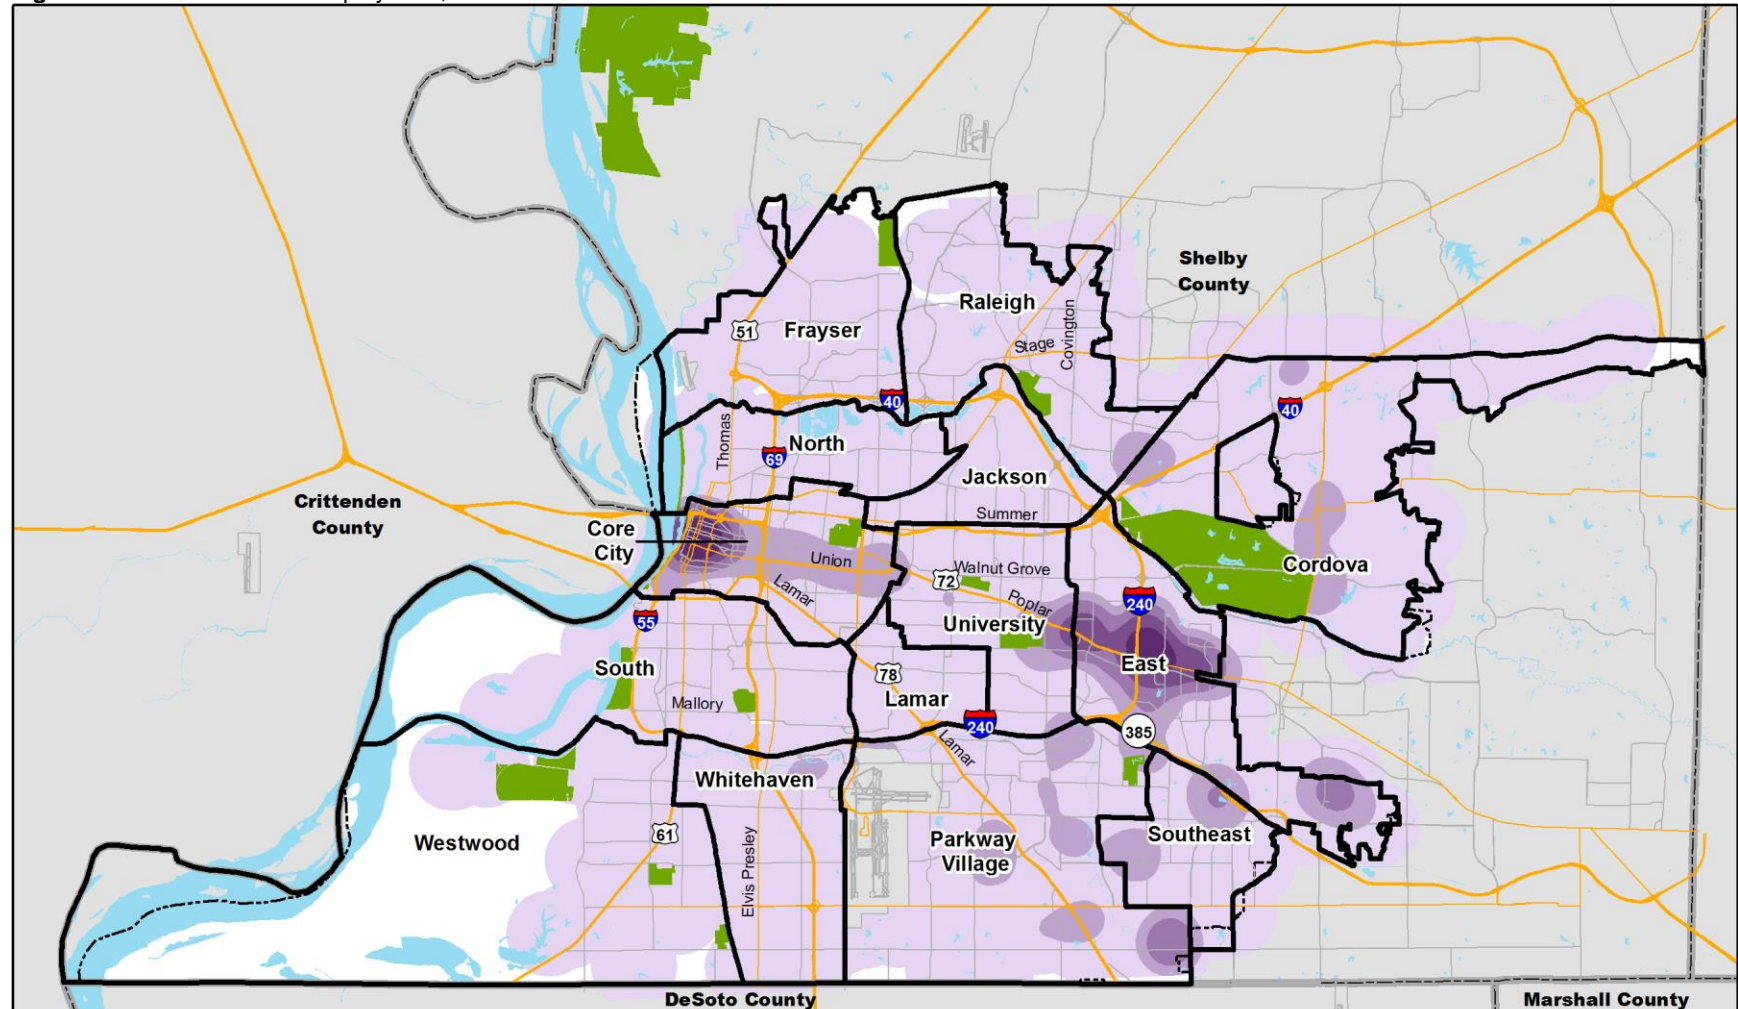 Shelby
County
Raleigh
Covington
Stage
Frayser
51
40
40
Thomas
North
69
Jackson
Summer
Crittenden
County
Core
City
Union
Lamar
Walnut Grove
72
Poplar
Cordova
240
University
55
South
East
78
Lamar
Mallory
240
385
Lamar
Whitehaven
61
Westwood
Elvis Presley
Parkway
Village
Southeast
DeSoto County
Marshall County